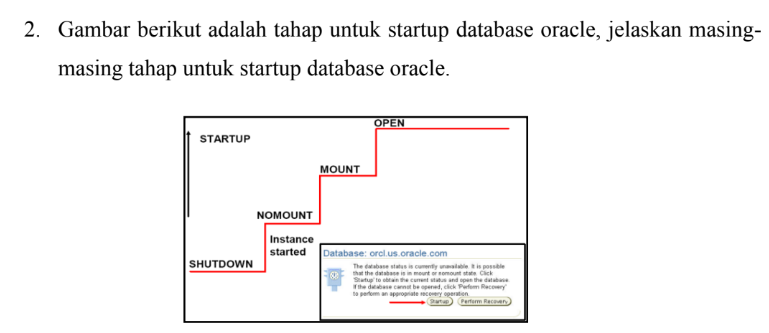 2. Gambar berikut adalah tahap untuk startup database oracle, jelaskan masing-
masing tahap untuk startup database oracle.
OPEN
STARTUP
MOUNT
NOMOUNT
Instance
started
SHUTDOWN
Database: orcl.us.oracle.com
The database status is currently unavailable. It is possible
that the database is in mount or nomount state. Click
'Startup' to obtain the current status and open the database.
If the database cannot be opened, click 'Perform Recovery'
to perform an appropriate recovery operation.
Startup
Perform Recovery